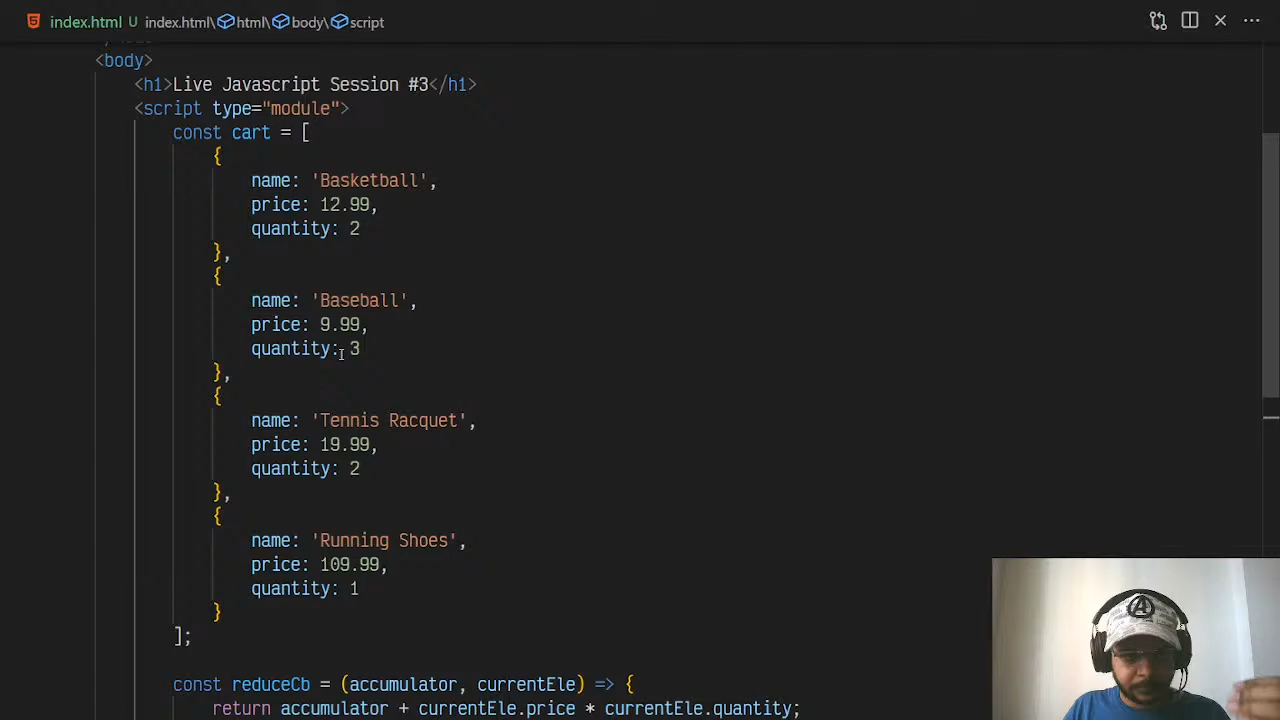 index.html U index.html\html\body\script
<body>
<h1>Live Javascript Session #3</h1>
<script type="module">
const cart = [
{
name: 'Basketball',
price: 12.99,
quantity: 2
},
{
name: 'Baseball',
price: 9.99,
quantity: 3
},
{
name: 'Tennis Racquet',
price: 19.99,
quantity: 2
},
{
name: 'Running Shoes',
price: 109.99,
quantity: 1
}
];
const reduceCb = (accumulator, currentEle) => {
return accumulator + currentEle.price * currentEle.quantity;